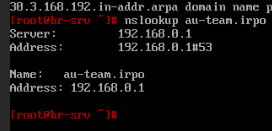 30.3.168.192.in-addr.arpa domain name p
[root@br-srv ~]# nslookup au-team.irpo
Server: 192.168.0.1
Address: 192.168.0.1#53
Name: au-team.irpo
Address: 192.168.0.1
[root@br-srv ~]#